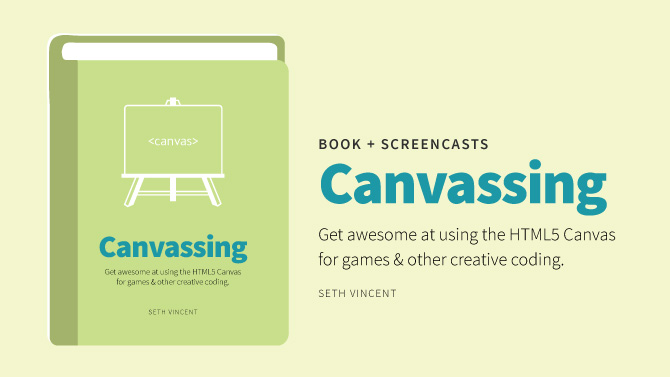 <canvas>
Canvassing
Get awesome at using the HTML5 Canvas
for games & other creative coding.
SETH VINCENT
BOOK + SCREENCASTS
Canvassing
Get awesome at using the HTML5 Canvas
for games & other creative coding.
SETH VINCENT